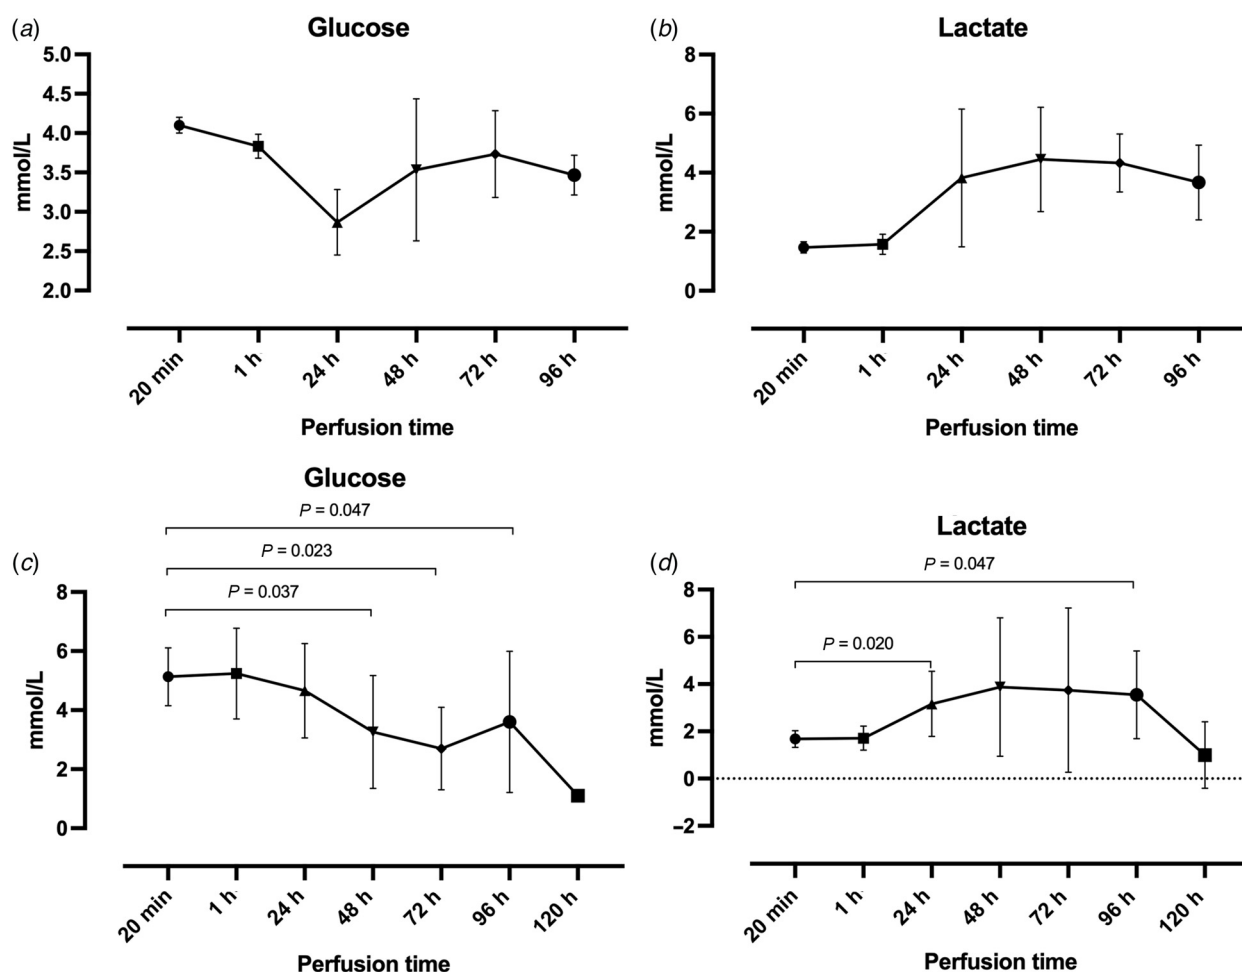 (a)
Glucose
mmol/L
5.0
4.5
4.0
3.5
3.0
2.5
2.0
20 min
1 h
24 h
48 h
72 h
96 h
Perfusion time
(b)
Lactate
mmol/L
8
6
4
2
0
20 min
1 h
24 h
48 h
72 h
96 h
Perfusion time
(c)
Glucose
P = 0.047
P = 0.023
P = 0.037
mmol/L
8
6
4
2
0
20 min
1 h
24 h
48 h
72 h
96 h
120 h
Perfusion time
(d)
Lactate
P = 0.047
P = 0.020
mmol/L
8
6
4
2
0
–2
20 min
1 h
24 h
48 h
72 h
96 h
120 h
Perfusion time